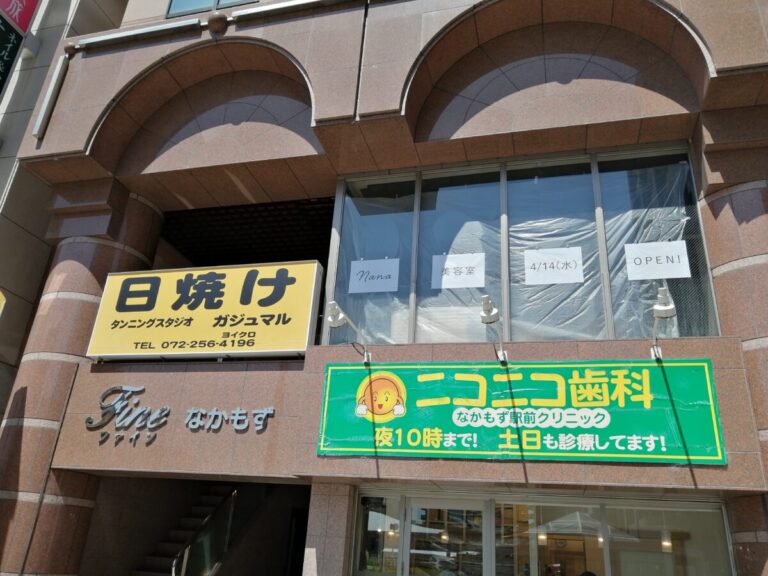 日焼け
タンニングスタジオ ガジュマル
ヨイクロ
TEL 072-256-4196
Nana
美容室
4/14(水)
OPEN!
Fine なかもず
ファイン
ニコニコ歯科
なかもず駅前クリニック
夜10時まで! 土日も診療してます!